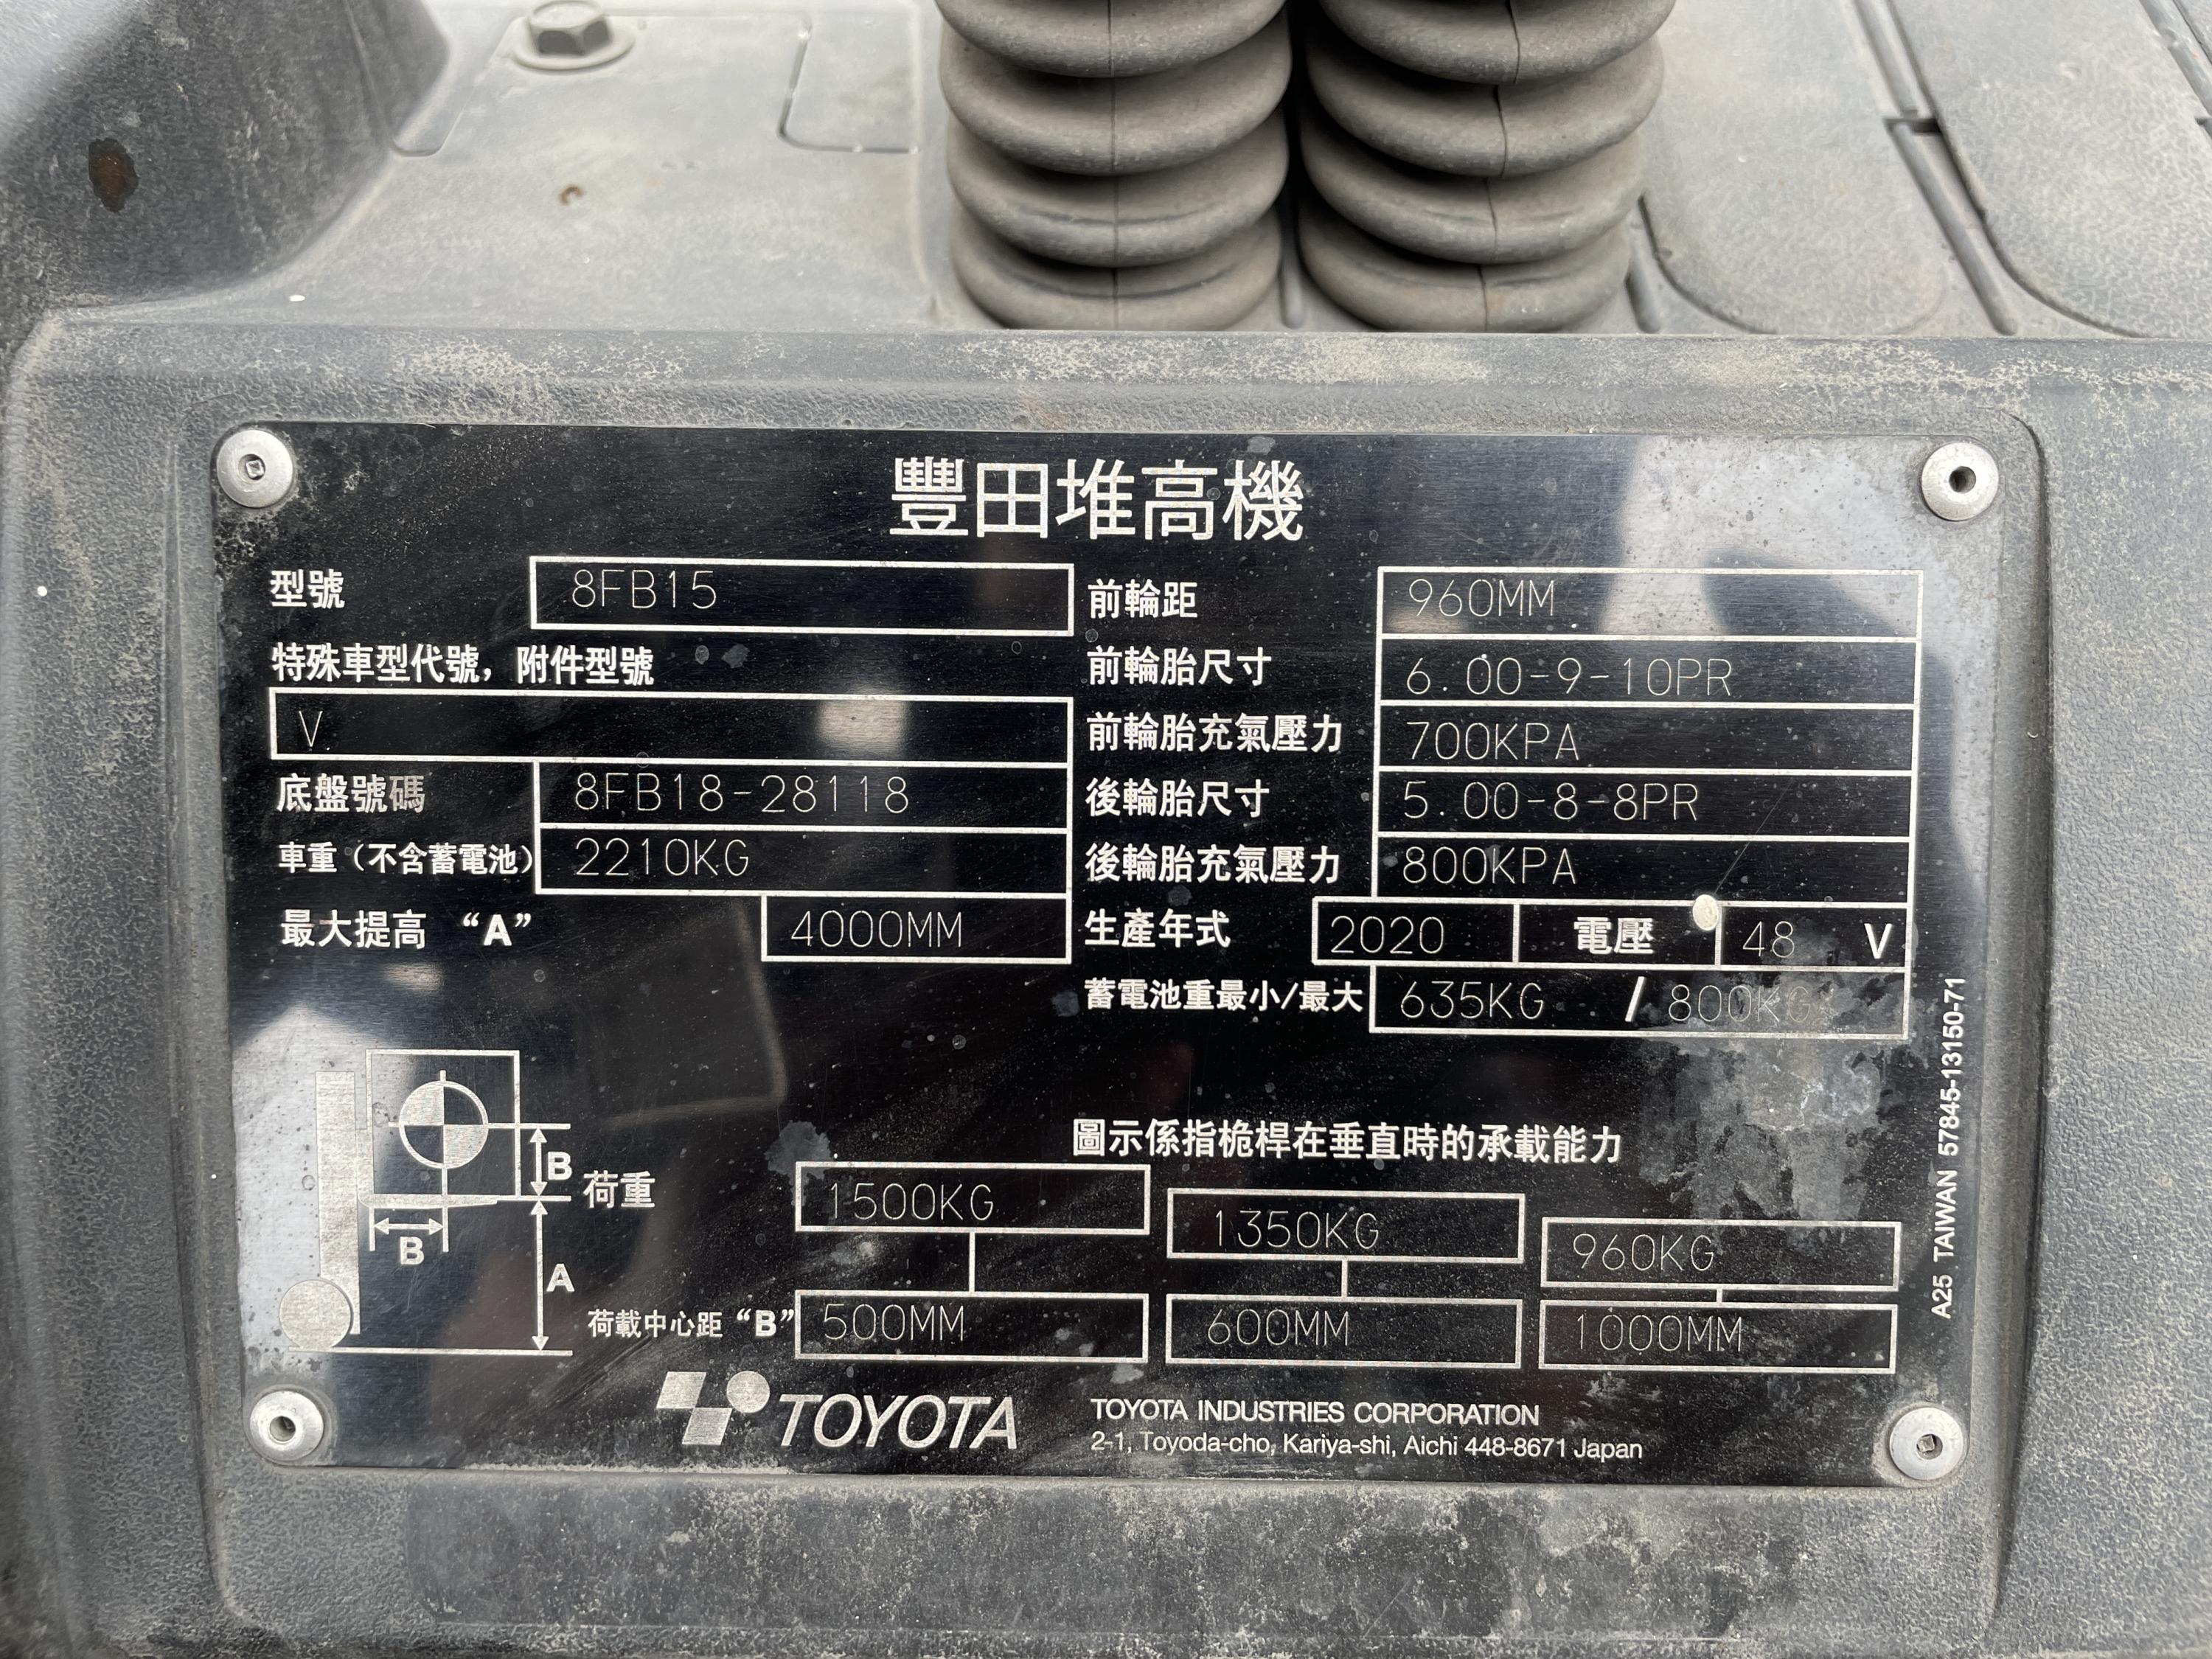 豐田堆高機
型號 8FB15
特殊車型代號，附件型號
V
底盤號碼 8FB18-28118
車重（不含蓄電池） 2210KG
最大提高 “A” 4000MM
前輪距 960MM
前輪胎尺寸 6.00-9-10PR
前輪胎充氣壓力 700KPA
後輪胎尺寸 5.00-8-8PR
後輪胎充氣壓力 800KPA
生產年式 2020 電壓 48 V
蓄電池重最小/最大 635KG / 800KG
圖示係指桅桿在垂直時的承載能力
B
B
A
荷重 1500KG 1350KG 960KG
荷載中心距 “B” 500MM 600MM 1000MM
TOYOTA
TOYOTA INDUSTRIES CORPORATION
2-1, Toyoda-cho, Kariya-shi, Aichi 448-8671 Japan
A25 TAIWAN 57845-13150-71